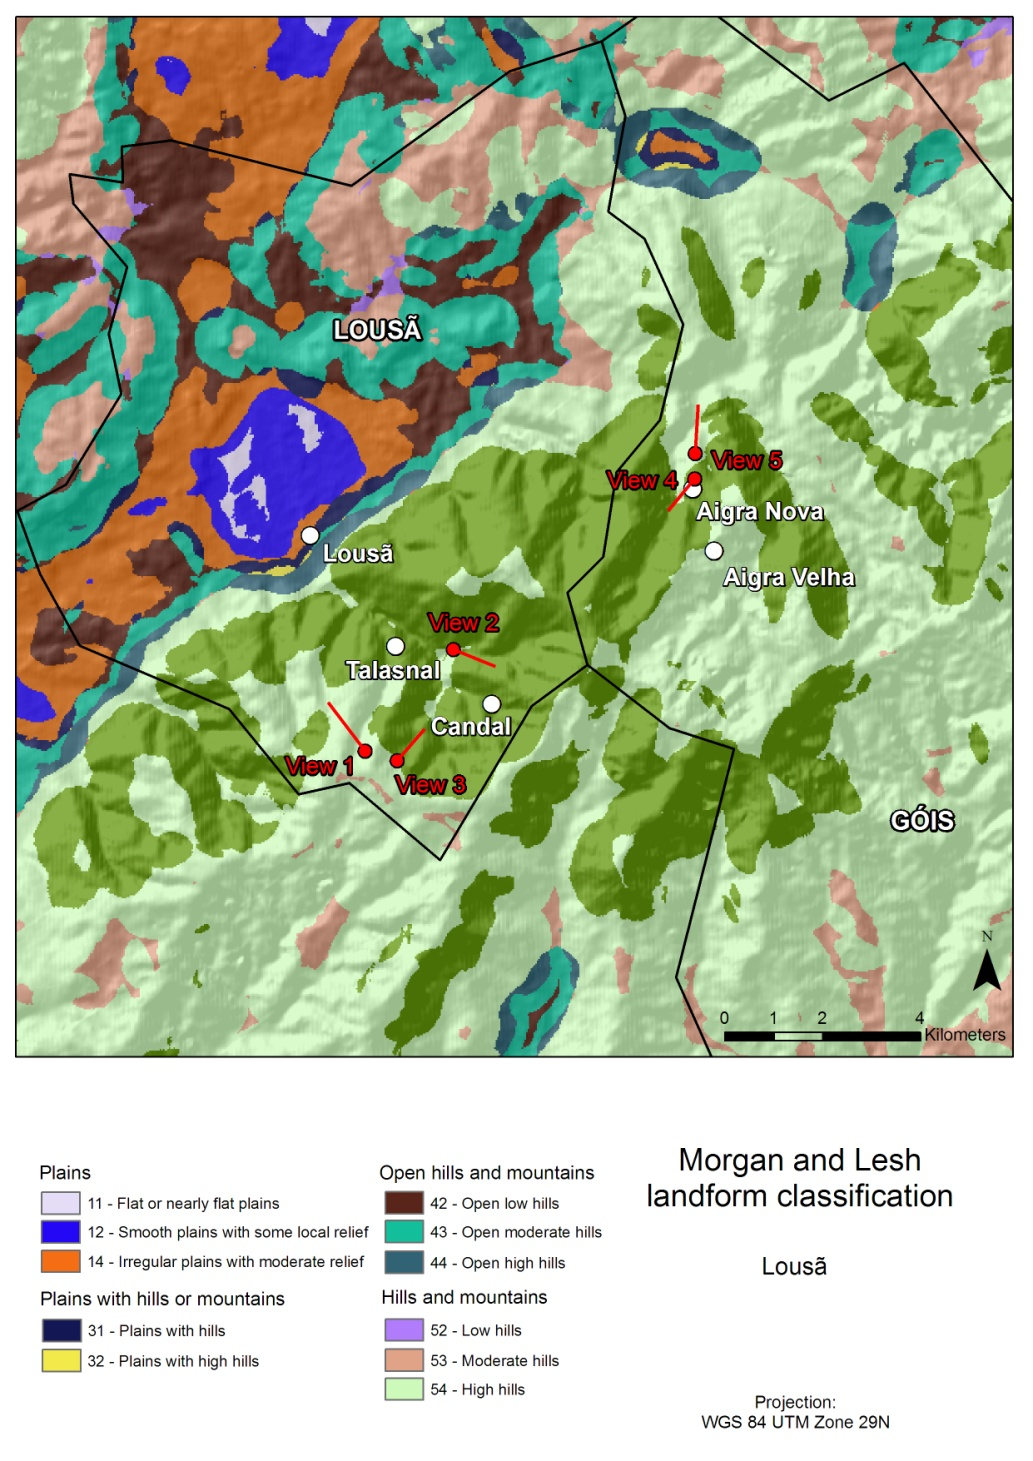 LOUSÃ
View 5
View 4
Aigra Nova
Lousã
Aigra Velha
View 2
Talasnal
Candal
View 1
View 3
GÓIS
N
0 1 2 4
Kilometers
Plains
11 - Flat or nearly flat plains
12 - Smooth plains with some local relief
14 - Irregular plains with moderate relief
Plains with hills or mountains
31 - Plains with hills
32 - Plains with high hills
Open hills and mountains
42 - Open low hills
43 - Open moderate hills
44 - Open high hills
Hills and mountains
52 - Low hills
53 - Moderate hills
54 - High hills
Morgan and Lesh
landform classification
Lousã
Projection:
WGS 84 UTM Zone 29N